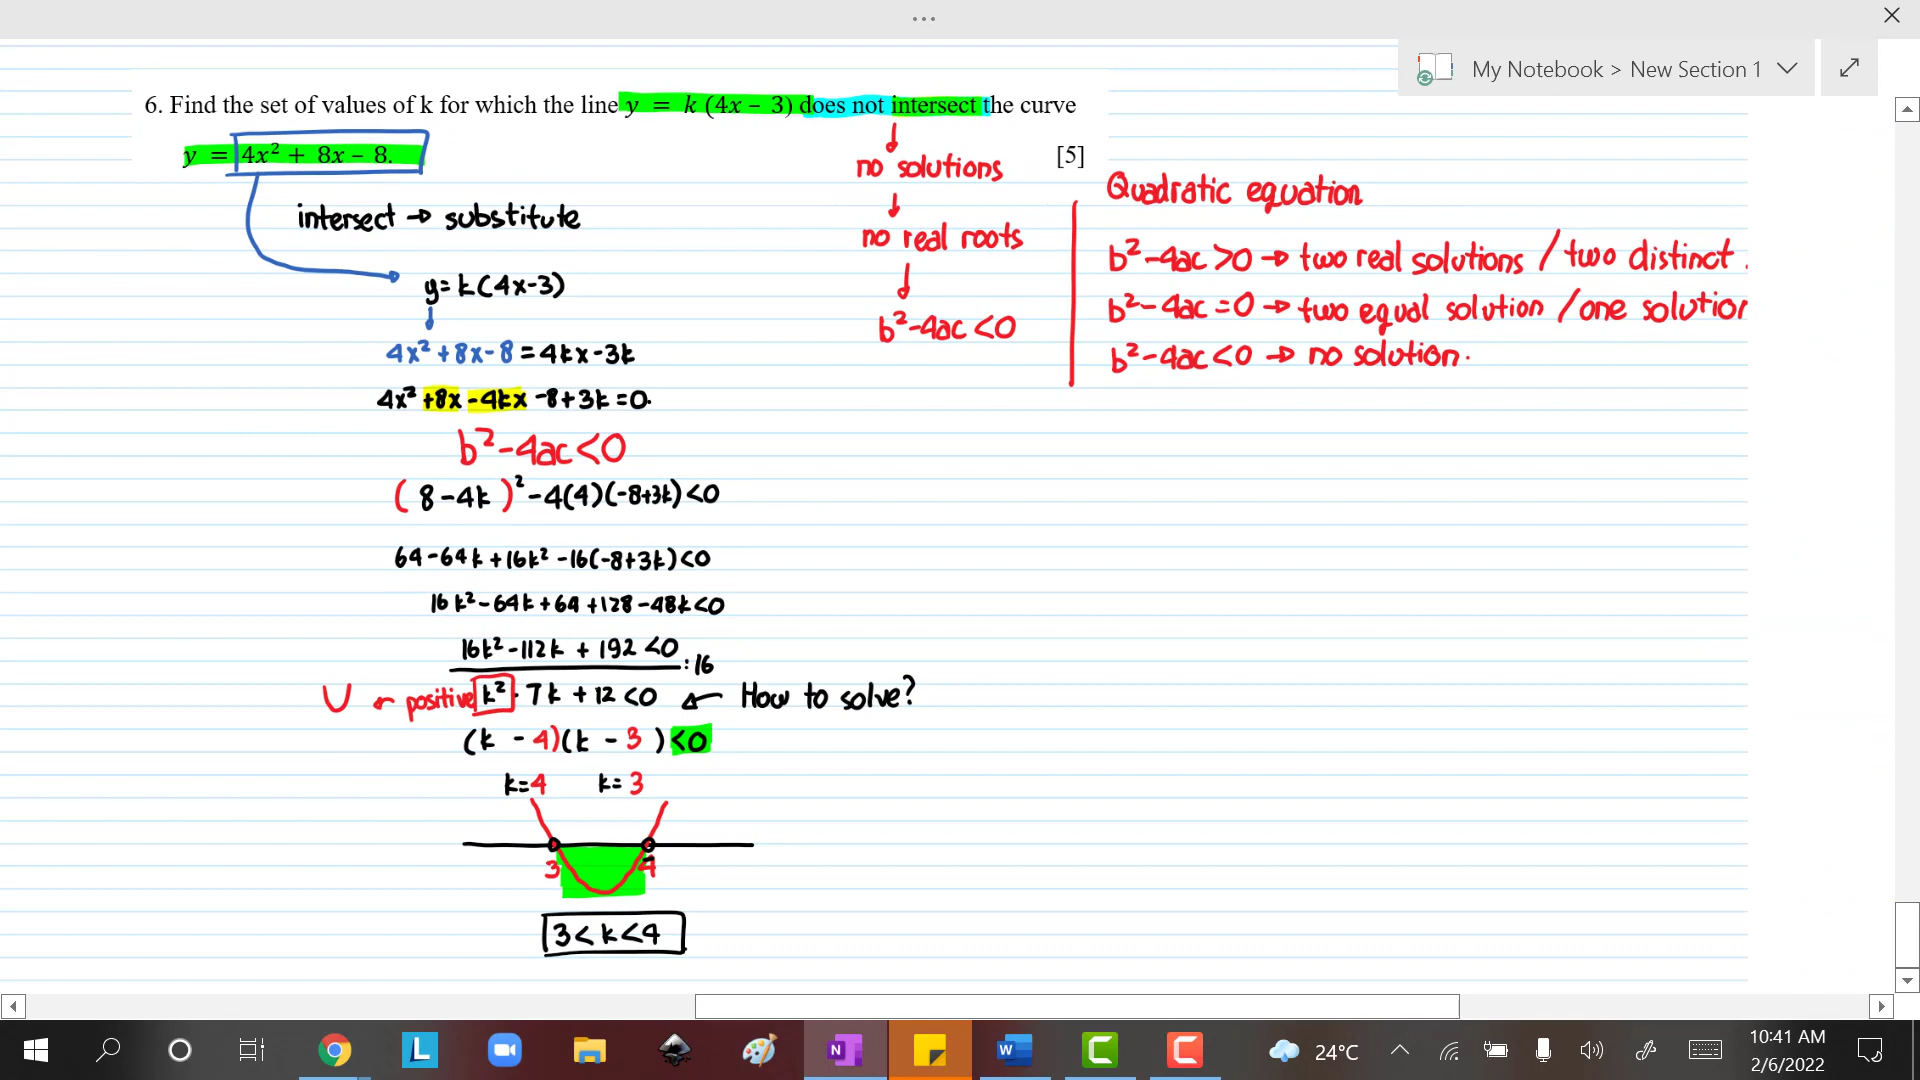 My Notebook > New Section 1
6. Find the set of values of k for which the line y = k (4x – 3) does not intersect the curve
y = 4x² + 8x – 8.
[5]
intersect → substitute
y=k(4x-3)
4x²+8x-8=4kx-3k
4x²+8x-4kx-8+3k=0.
b²-4ac<0
(8-4k)²-4(4)(-8+3k)<0
64-64k+16k²-16(-8+3k)<0
16k²-64k+64+128-48k<0
16k²-112k+192<0
:16
U ← positive k²-7k+12<0 ← How to solve?
(k-4)(k-3)<0
k=4 k=3
3 4
3<k<4
no solutions
no real roots
b²-4ac<0
Quadratic equation
b²-4ac>0→two real solutions/two distinct.
b²-4ac=0→two equal solution/one solution
b²-4ac<0→no solution.
L
N
W
24°C
10:41 AM
2/6/2022